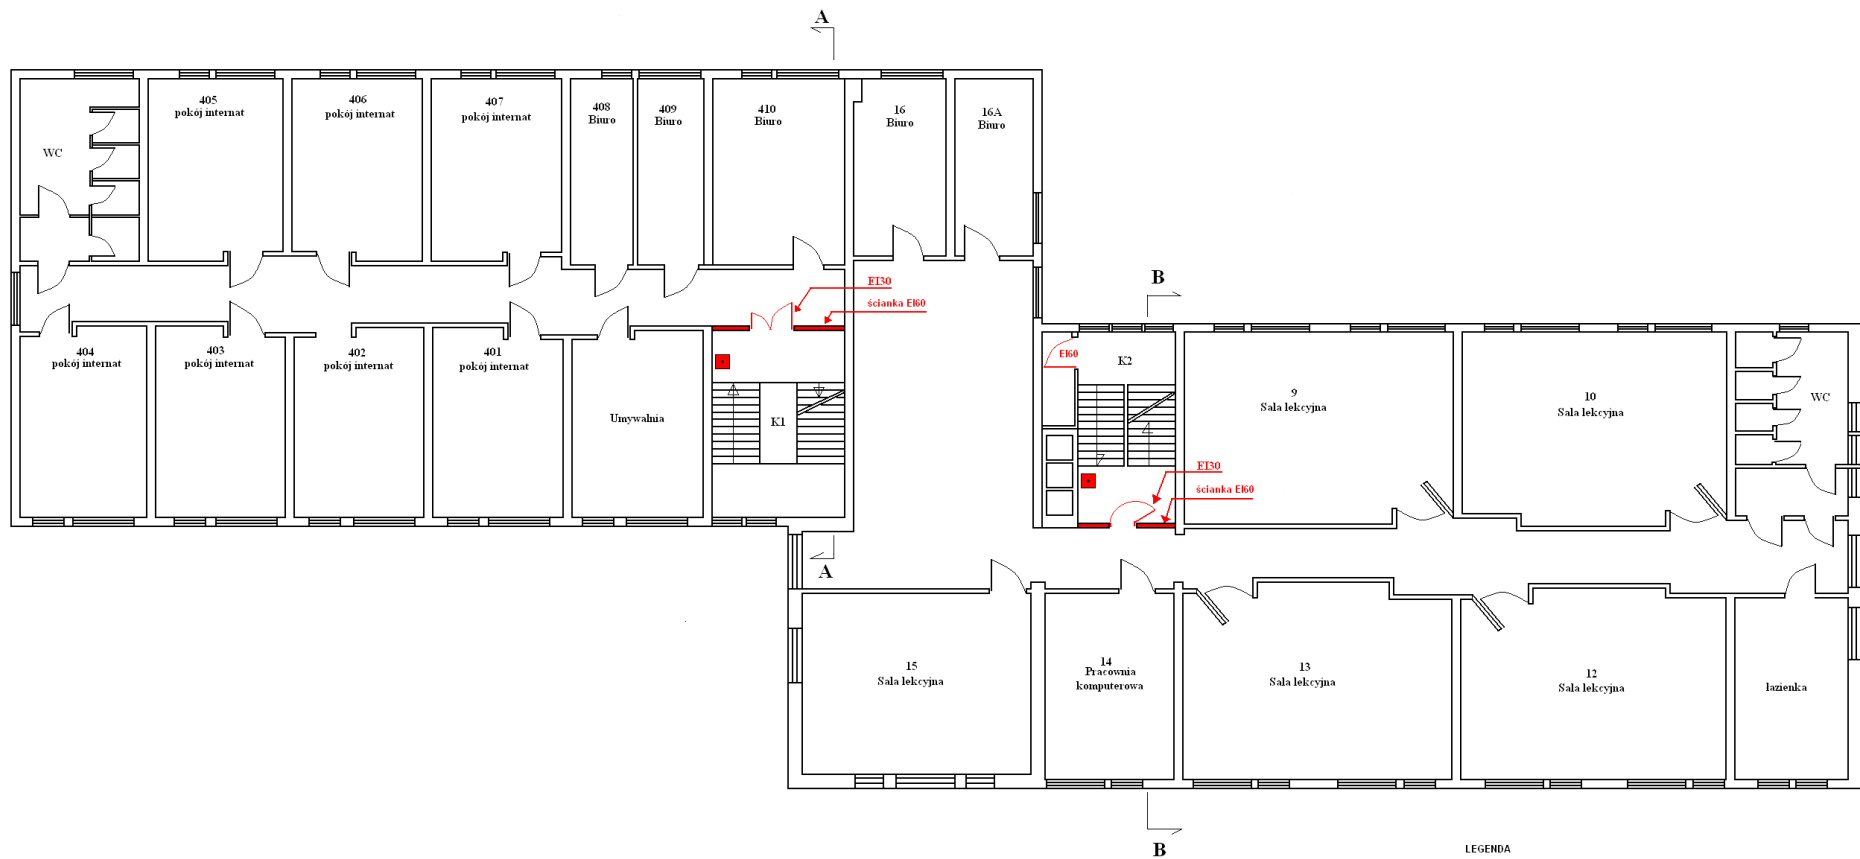 A
405
pokój internat
406
pokój internat
407
pokój internat
408
Biuro
409
Biuro
410
Biuro
16
Biuro
16A
Biuro
WC
B
EI30
ścianka EI60
404
pokój internat
403
pokój internat
402
pokój internat
401
pokój internat
Umywalnia
K1
EI60
K2
9
Sala lekcyjna
10
Sala lekcyjna
WC
EI30
ścianka EI60
A
15
Sala lekcyjna
14
Pracownia
komputerowa
13
Sala lekcyjna
12
Sala lekcyjna
łazienka
B
LEGENDA